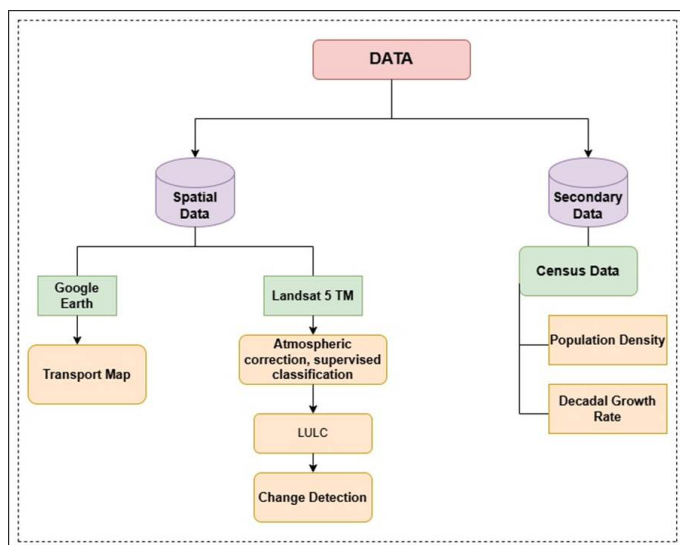 DATA
Spatial
Data
Secondary
Data
Google
Earth
Landsat 5 TM
Census Data
Transport Map
Atmospheric
correction, supervised
classification
Population Density
LULC
Decadal Growth
Rate
Change Detection